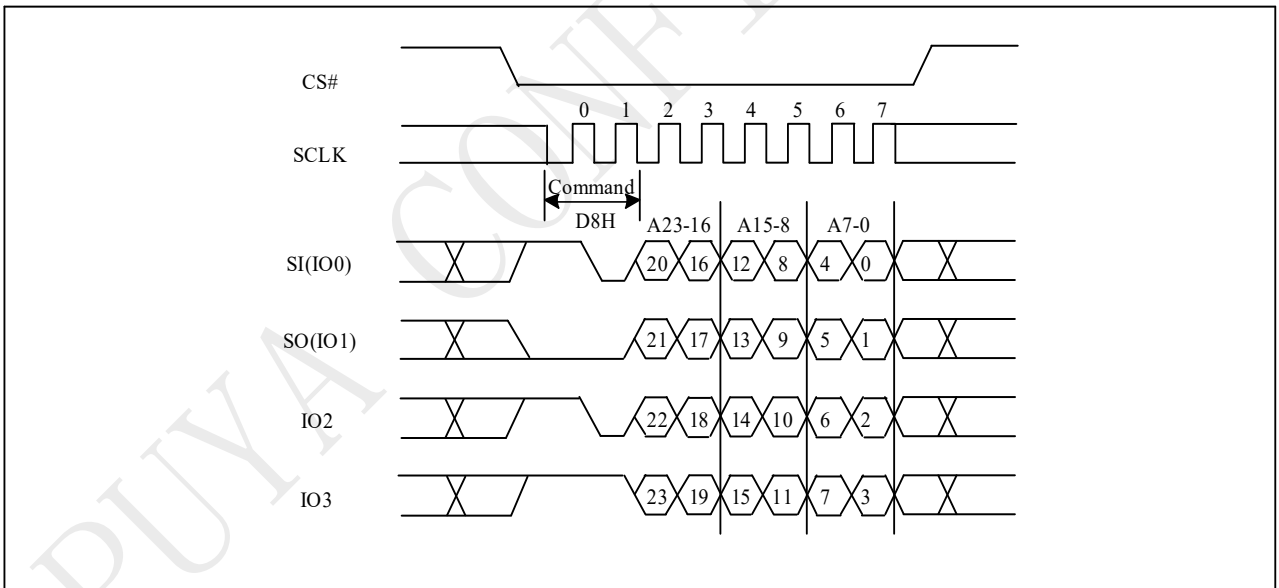 PUYA CONF
CS#
0 1 2 3 4 5 6 7
SCLK
Command
D8H
A23-16 A15-8 A7-0
SI(IO0)
20 16 12 8 4 0
SO(IO1)
21 17 13 9 5 1
IO2
22 18 14 10 6 2
IO3
23 19 15 11 7 3